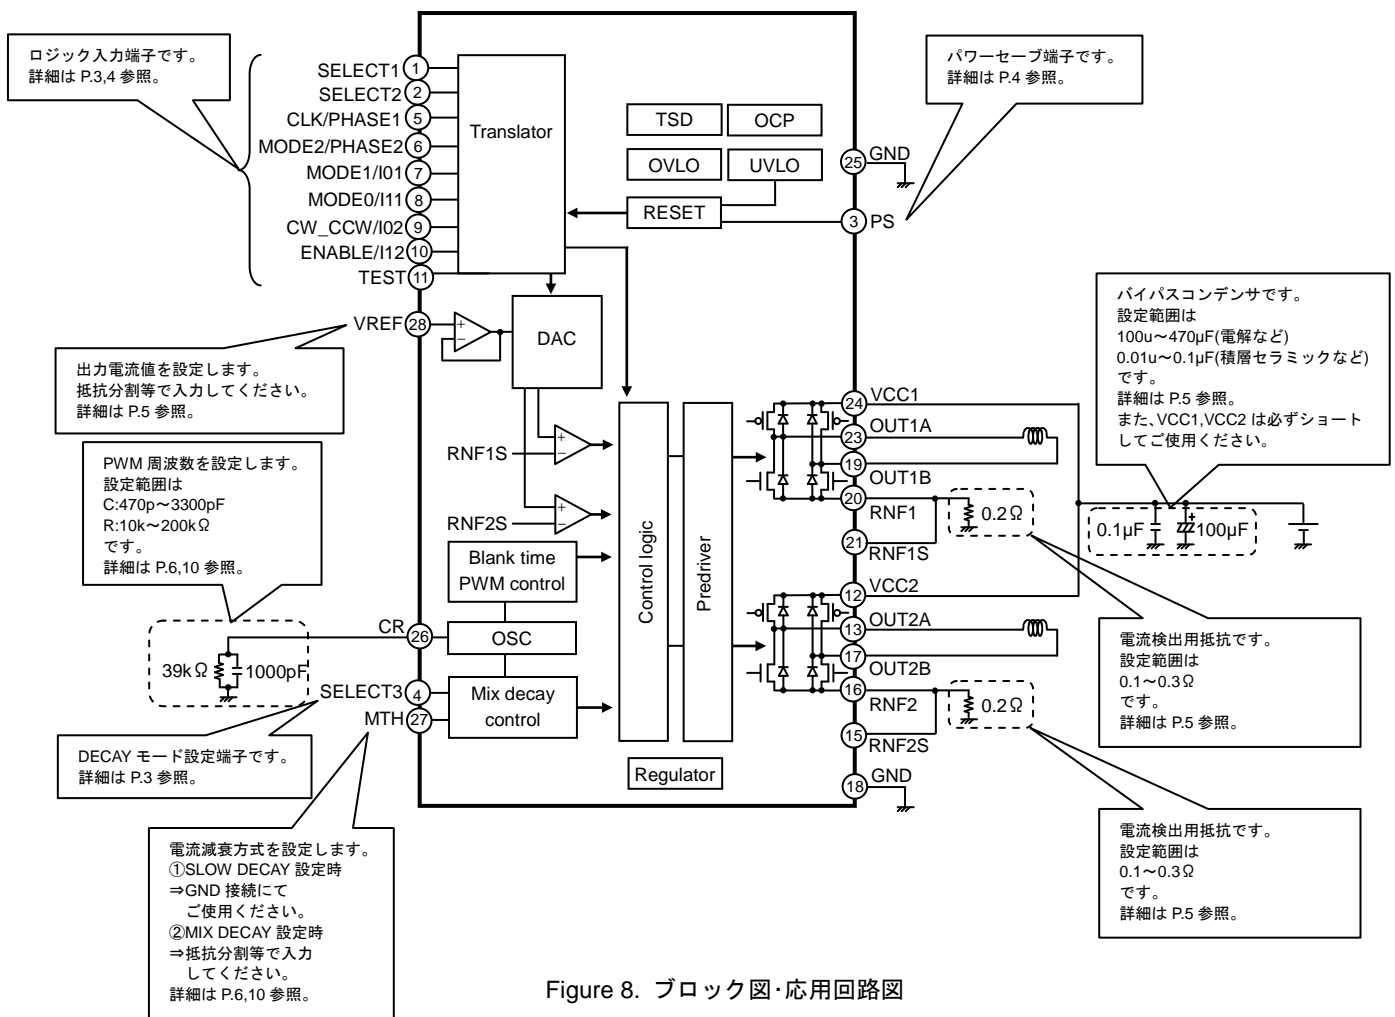 ロジック入力端子です。
詳細は P.3,4 参照。
パワーセーブ端子です。
詳細は P.4 参照。
SELECT1 1
SELECT2 2
CLK/PHASE1 5
MODE2/PHASE2 6
MODE1/I01 7
MODE0/I11 8
CW_CCW/I02 9
ENABLE/I12 10
TEST 11
Translator
TSD
OCP
OVLO
UVLO
RESET
25 GND
3 PS
VREF 28
+
−
DAC
出力電流値を設定します。
抵抗分割等で入力してください。
詳細は P.5 参照。
バイパスコンデンサです。
設定範囲は
100u～470µF(電解など)
0.01u～0.1µF(積層セラミックなど)
です。
詳細は P.5 参照。
また、VCC1,VCC2 は必ずショート
してご使用ください。
PWM 周波数を設定します。
設定範囲は
C:470p～3300pF
R:10k～200kΩ
です。
詳細は P.6,10 参照。
RNF1S
+
−
RNF2S
+
−
Blank time
PWM control
OSC
Mix decay
control
Control logic
Predriver
Regulator
24 VCC1
23 OUT1A
19 OUT1B
20 RNF1
21 RNF1S
0.2Ω
0.1µF
+
100µF
12 VCC2
13 OUT2A
17 OUT2B
16 RNF2
15 RNF2S
0.2Ω
18 GND
CR 26
39kΩ
1000pF
SELECT3 4
MTH 27
電流検出用抵抗です。
設定範囲は
0.1～0.3Ω
です。
詳細は P.5 参照。
DECAY モード設定端子です。
詳細は P.3 参照。
電流減衰方式を設定します。
①SLOW DECAY 設定時
⇒GND 接続にて
ご使用ください。
②MIX DECAY 設定時
⇒抵抗分割等で入力
してください。
詳細は P.6,10 参照。
電流検出用抵抗です。
設定範囲は
0.1～0.3Ω
です。
詳細は P.5 参照。
Figure 8. ブロック図･応用回路図